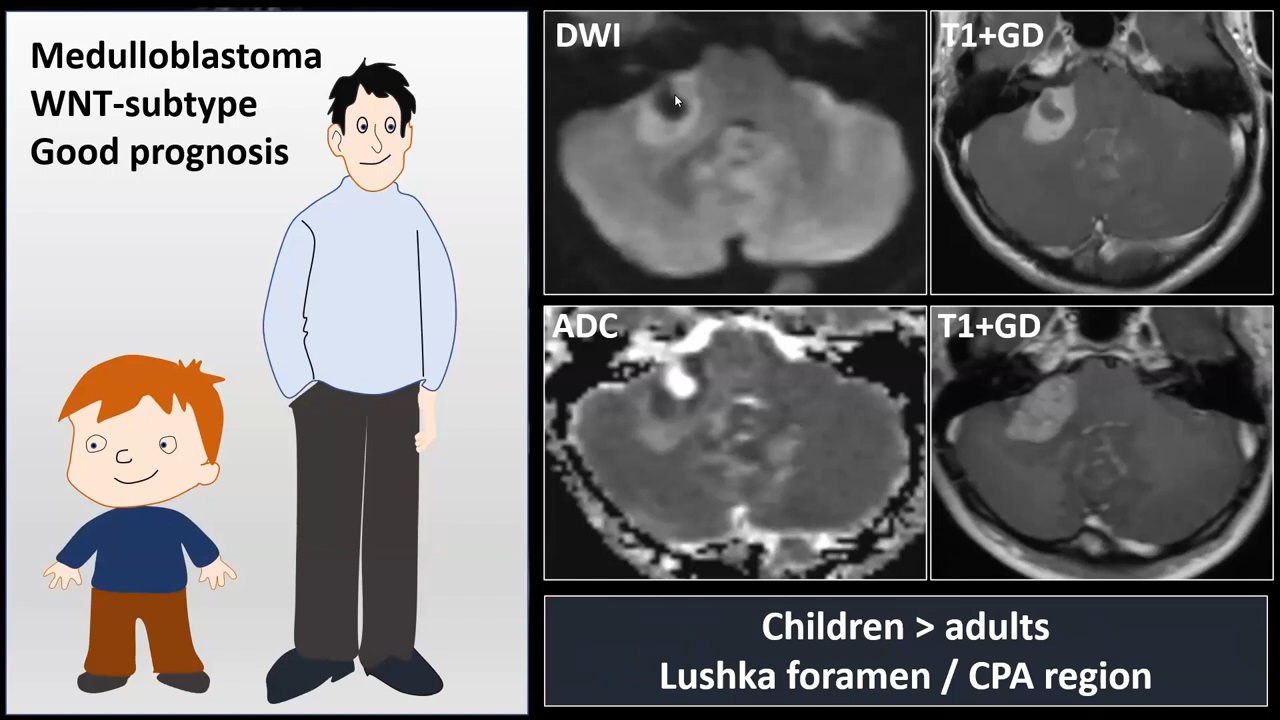 Medulloblastoma
WNT-subtype
Good prognosis
DWI
T1+GD
ADC
T1+GD
Children > adults
Lushka foramen / CPA region